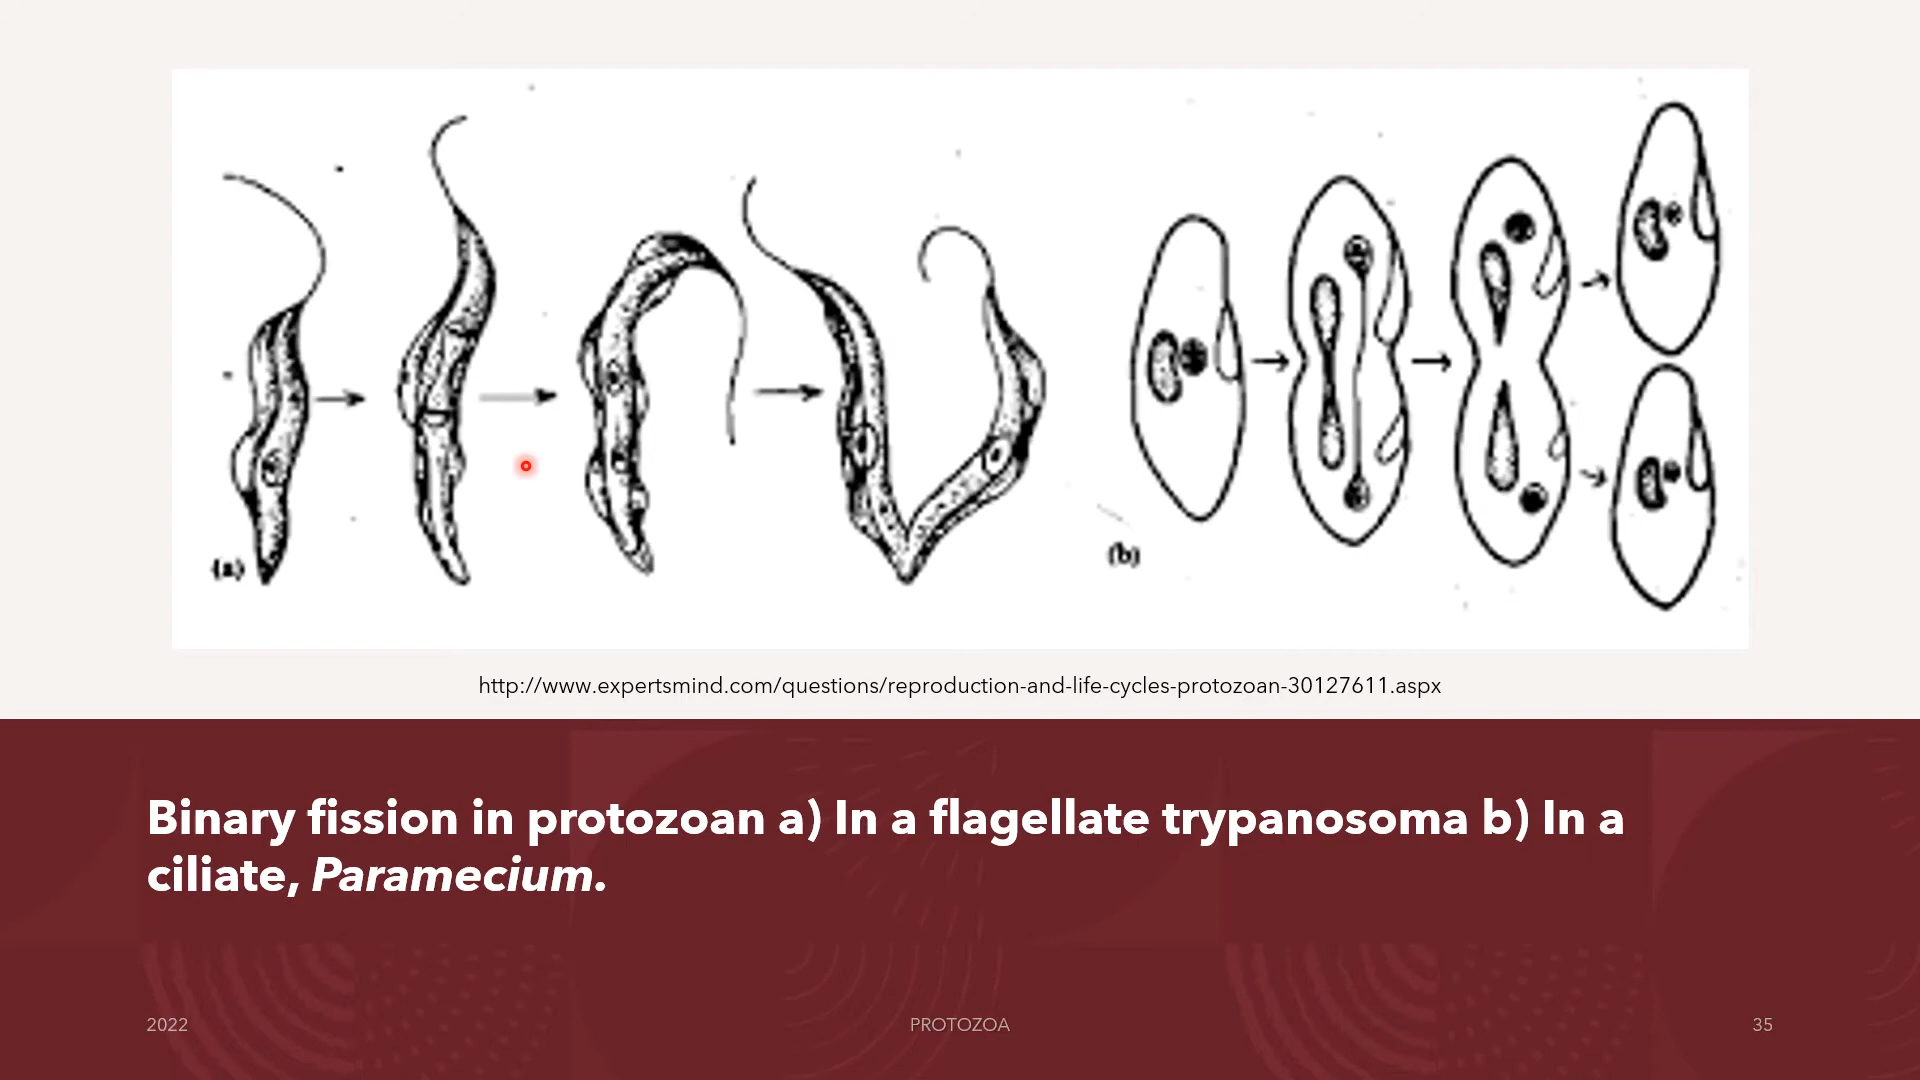 (a)
(b)
http://www.expertsmind.com/questions/reproduction-and-life-cycles-protozoan-30127611.aspx
Binary fission in protozoan a) In a flagellate trypanosoma b) In a
ciliate, Paramecium.
2022
PROTOZOA
35